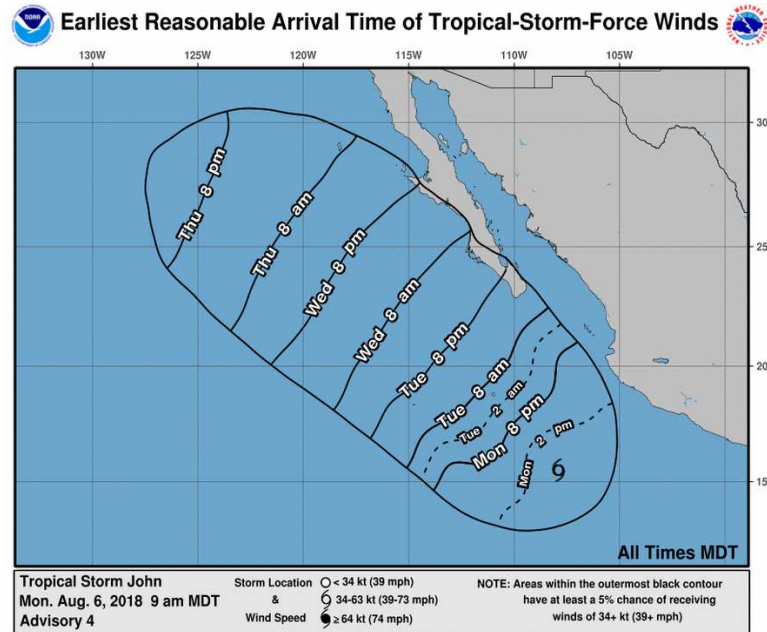 Earliest Reasonable Arrival Time of Tropical-Storm-Force Winds
NOAA
130W 125W 120W 115W 110W 105W
30
25
20
15
Thu 8 pm
Thu 8 am
Wed 8 pm
Wed 8 am
Tue 8 pm
Tue 8 am
Tue 2 am
Mon 8 pm
Mon 2 pm
All Times MDT
Tropical Storm John
Mon. Aug. 6, 2018 9 am MDT
Advisory 4
Storm Location
&
Wind Speed
< 34 kt (39 mph)
34-63 kt (39-73 mph)
≥ 64 kt (74 mph)
NOTE: Areas within the outermost black contour
have at least a 5% chance of receiving
winds of 34+ kt (39+ mph)